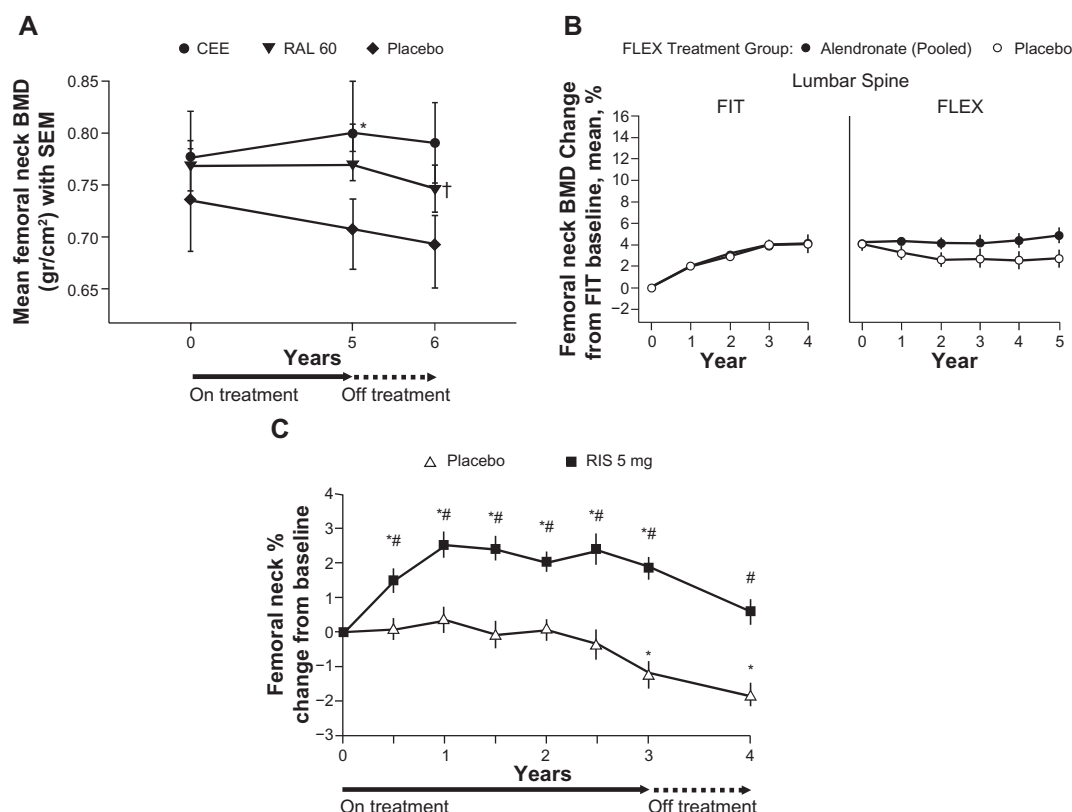 A
CEE RAL 60 Placebo
Mean femoral neck BMD
(gr/cm²) with SEM
0.85
0.80
0.75
0.70
0.65
*
†
0 5 6
Years
On treatment Off treatment
B
FLEX Treatment Group: Alendronate (Pooled) Placebo
Lumbar Spine
FIT FLEX
Femoral neck BMD Change
from FIT baseline, mean, %
16
14
12
10
8
6
4
2
0
−2
0 1 2 3 4 0 1 2 3 4 5
Year Year
C
Placebo RIS 5 mg
Femoral neck %
change from baseline
4
3
2
1
0
−1
−2
−3
*# *# *# *# *# *# #
* *
0 1 2 3 4
Years
On treatment Off treatment